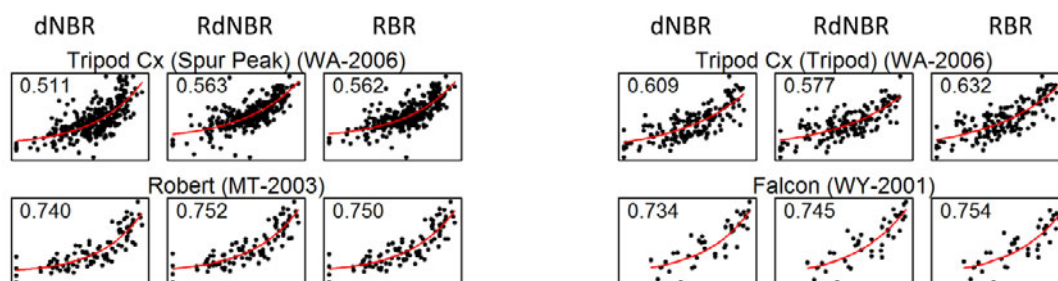 dNBR RdNBR RBR
Tripod Cx (Spur Peak) (WA-2006)
0.511 0.563 0.562
Robert (MT-2003)
0.740 0.752 0.750
dNBR RdNBR RBR
Tripod Cx (Tripod) (WA-2006)
0.609 0.577 0.632
Falcon (WY-2001)
0.734 0.745 0.754